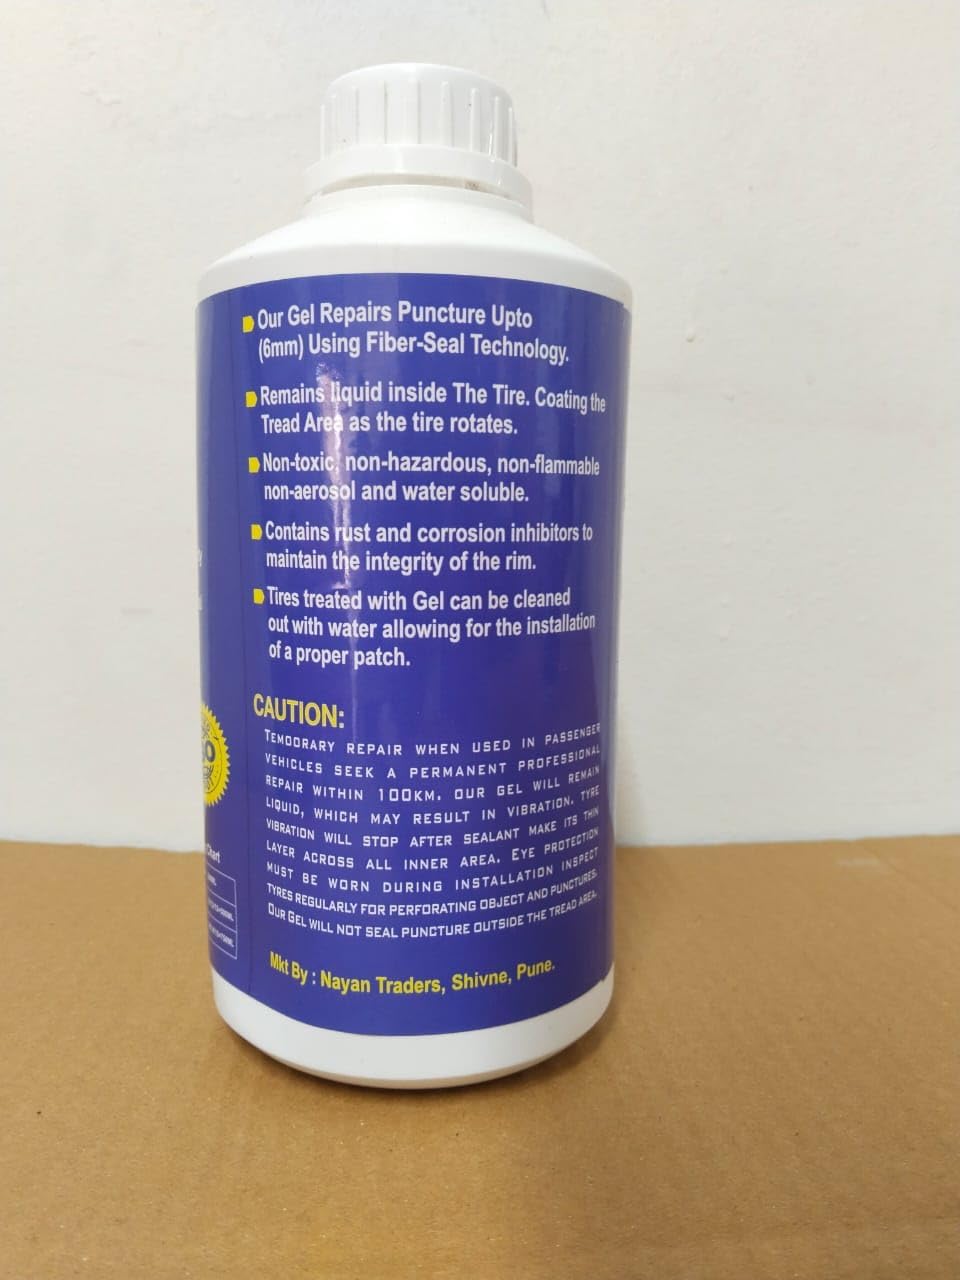 Our Gel Repairs Puncture Upto
(6mm) Using Fiber-Seal Technology.
Remains liquid inside The Tire. Coating the
Tread Area as the tire rotates.
Non-toxic, non-hazardous, non-flammable
non-aerosol and water soluble.
Contains rust and corrosion inhibitors to
maintain the integrity of the rim.
Tires treated with Gel can be cleaned
out with water allowing for the installation
of a proper patch.
CAUTION:
TEMOORARY REPAIR WHEN USED IN PASSENGER
VEHICLES SEEK A PERMANENT PROFESSIONAL
REPAIR WITHIN 100KM. OUR GEL WILL REMAIN
LIQUID, WHICH MAY RESULT IN VIBRATION. TYRE
VIBRATION WILL STOP AFTER SEALANT MAKE ITS THIN
LAYER ACROSS ALL INNER AREA. EYE PROTECTION
MUST BE WORN DURING INSTALLATION INSPECT
TYRES REGULARLY FOR PERFORATING OBJECT AND PUNCTURES.
OUR GEL WILL NOT SEAL PUNCTURE OUTSIDE THE TREAD AREA.
Mkt By : Nayan Traders, Shivne, Pune.
Chart